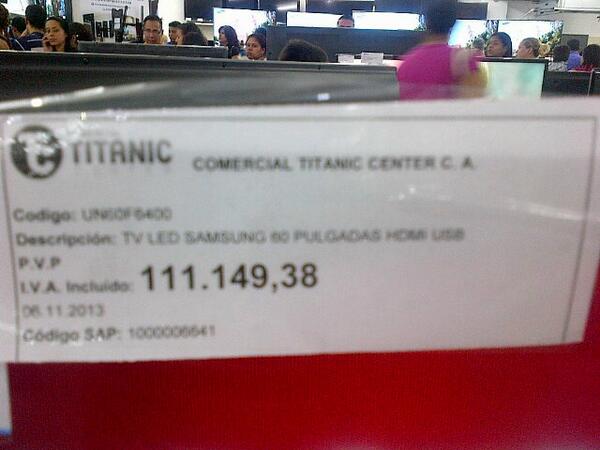 TITANIC COMERCIAL TITANIC CENTER C. A.
Codigo: UN60F6400
Descripción: TV LED SAMSUNG 60 PULGADAS HDMI USB
P.V.P
I.V.A. Incluido: 111.149,38
06.11.2013
Código SAP: 1000006641